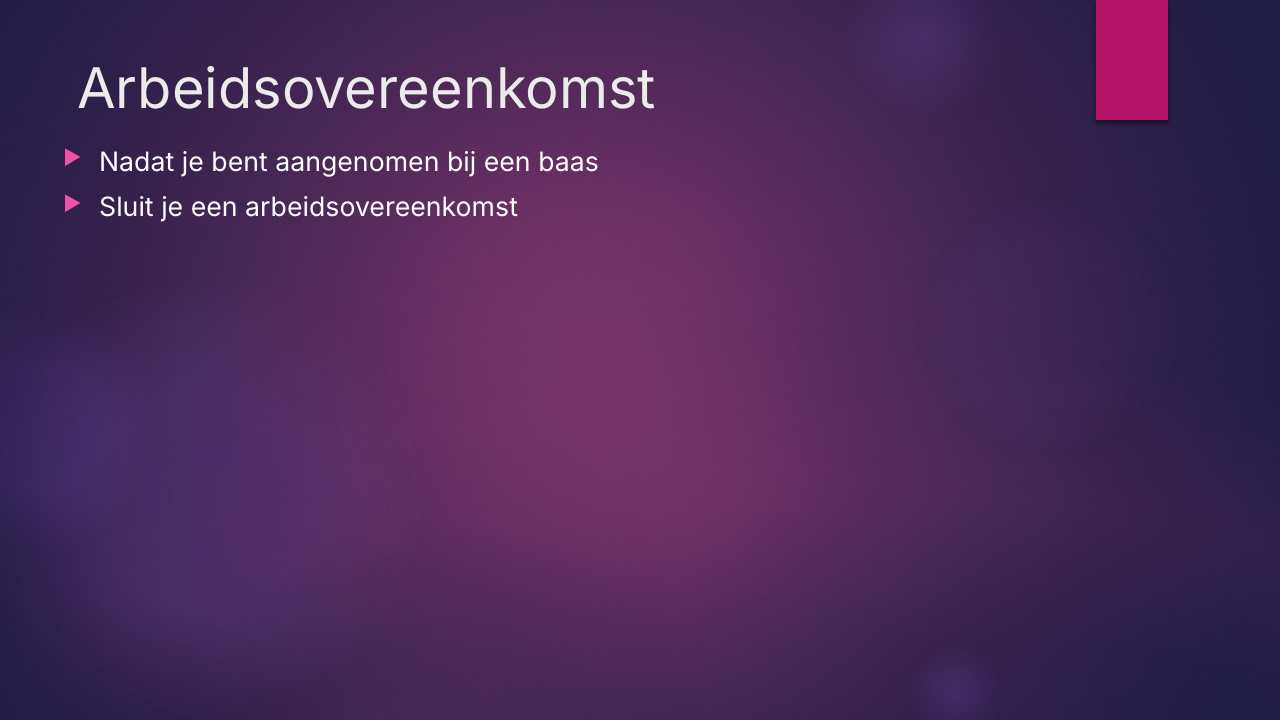 Arbeidsovereenkomst
Nadat je bent aangenomen bij een baas
Sluit je een arbeidsovereenkomst